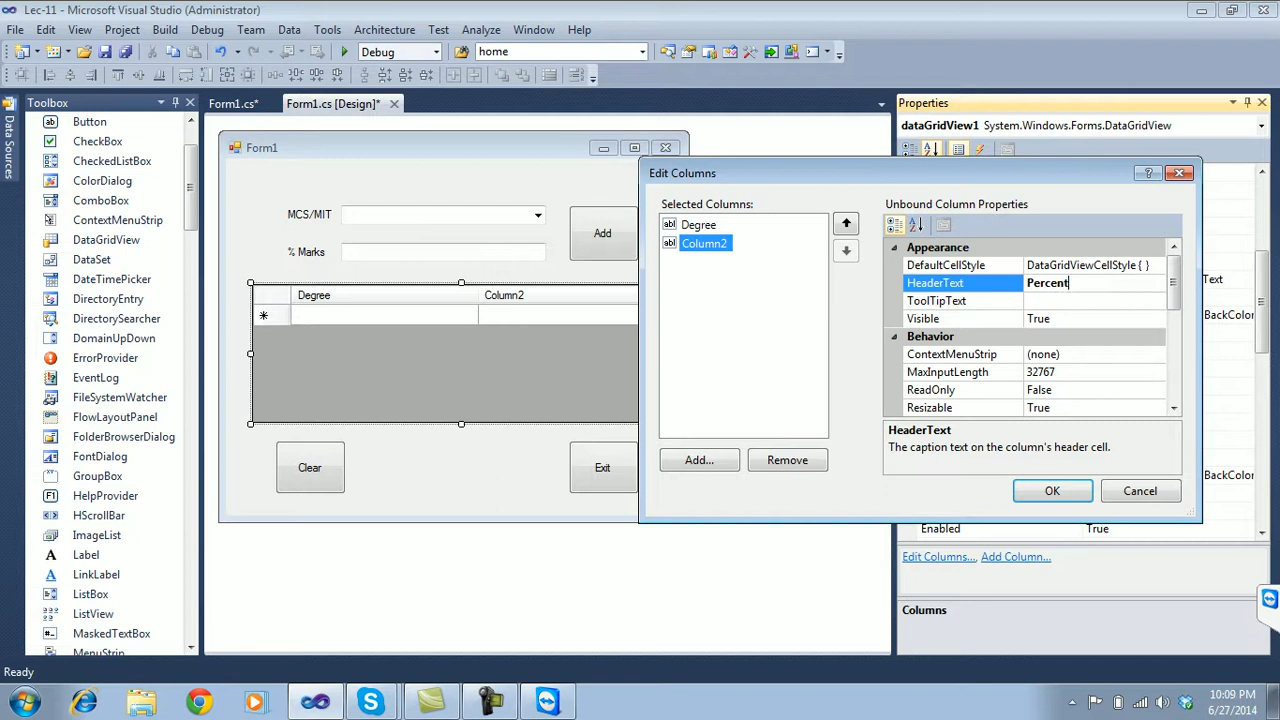 Lec-11 - Microsoft Visual Studio (Administrator)
File Edit View Project Build Debug Team Data Tools Architecture Test Analyze Window Help
Debug home
Toolbox
Form1.cs*
Form1.cs [Design]*
Properties
Data Sources
Button
CheckBox
CheckedListBox
ColorDialog
ComboBox
ContextMenuStrip
DataGridView
DataSet
DateTimePicker
DirectoryEntry
DirectorySearcher
DomainUpDown
ErrorProvider
EventLog
FileSystemWatcher
FlowLayoutPanel
FolderBrowserDialog
FontDialog
GroupBox
HelpProvider
HScrollBar
ImageList
Label
LinkLabel
ListBox
ListView
MaskedTextBox
MenuStrip
Form1
MCS/MIT
Add
% Marks
Degree Column2
Clear
Exit
Edit Columns
Selected Columns:
Degree
Column2
Add...
Remove
Unbound Column Properties
Appearance
DefaultCellStyle DataGridViewCellStyle { }
HeaderText Percent
ToolTipText
Visible True
Behavior
ContextMenuStrip (none)
MaxInputLength 32767
ReadOnly False
Resizable True
HeaderText
The caption text on the column's header cell.
OK
Cancel
dataGridView1 System.Windows.Forms.DataGridView
Text
BackColor
BackColor
Enabled True
Edit Columns..., Add Column...
Columns
Ready
10:09 PM
6/27/2014